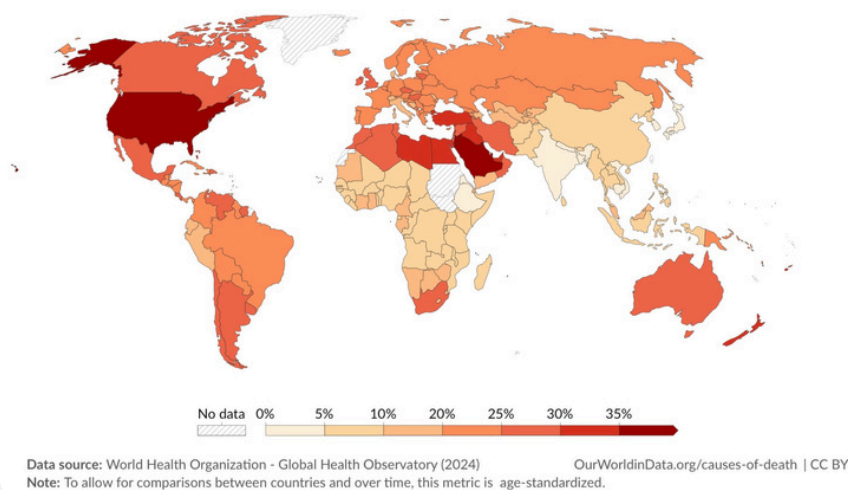 No data 0% 5% 10% 20% 25% 30% 35%
Data source: World Health Organization - Global Health Observatory (2024) OurWorldinData.org/causes-of-death | CC BY
Note: To allow for comparisons between countries and over time, this metric is age-standardized.